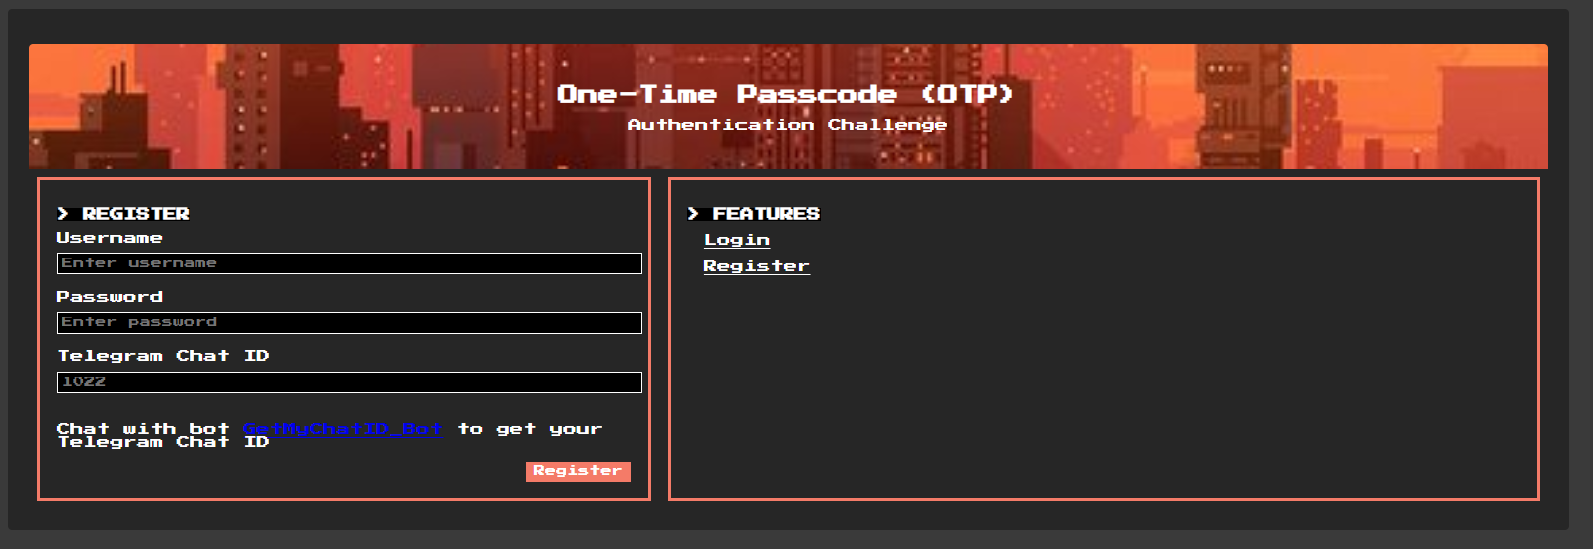 One-Time Passcode (OTP)
Authentication Challenge
> REGISTER
Username
Enter username
Password
Enter password
Telegram Chat ID
1022
Chat with bot GetMyChatID_Bot to get your
Telegram Chat ID
Register
> FEATURES
Login
Register